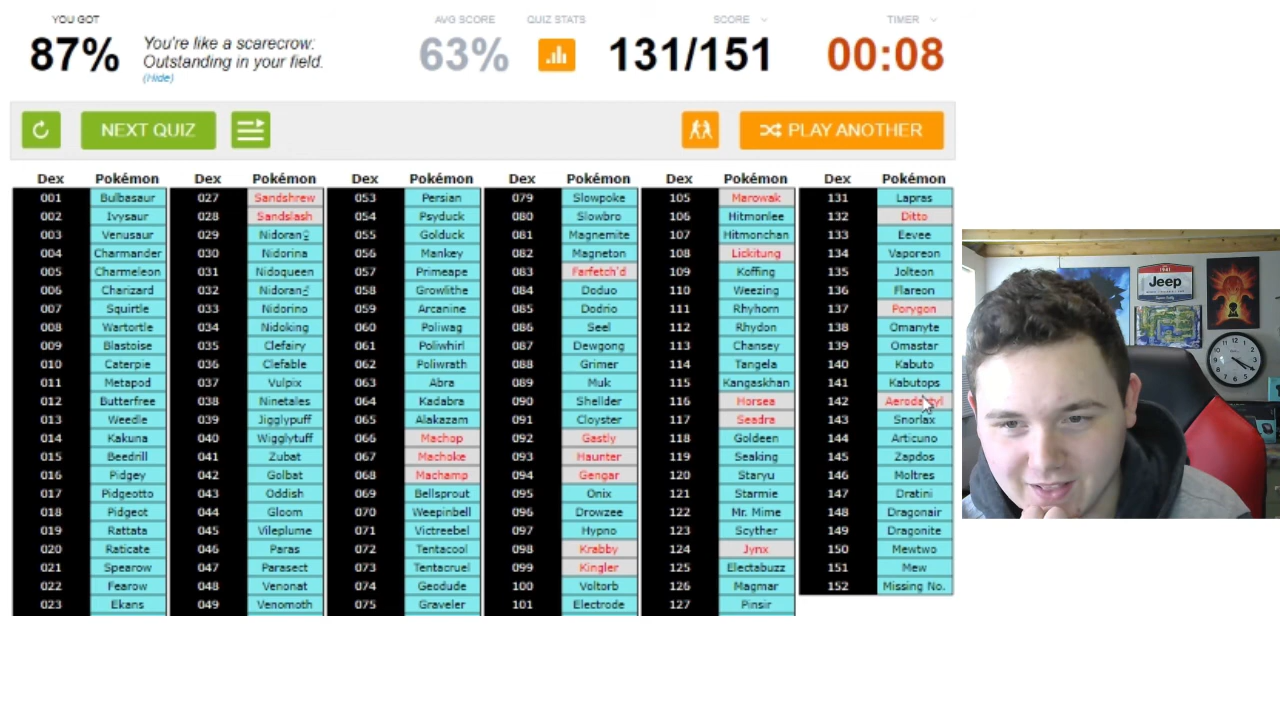 YOU GOT AVG SCORE QUIZ STATS SCORE TIMER
87% You're like a scarecrow: 63% 131/151 00:08
Outstanding in your field.
(Hide)
NEXT QUIZ PLAY ANOTHER
Dex Pokémon Dex Pokémon Dex Pokémon Dex Pokémon Dex Pokémon Dex Pokémon
001 Bulbasaur 027 Sandshrew 053 Persian 079 Slowpoke 105 Marowak 131 Lapras
002 Ivysaur 028 Sandslash 054 Psyduck 080 Slowbro 106 Hitmonlee 132 Ditto
003 Venusaur 029 Nidoran♀ 055 Golduck 081 Magnemite 107 Hitmonchan 133 Eevee
004 Charmander 030 Nidorina 056 Mankey 082 Magneton 108 Lickitung 134 Vaporeon
005 Charmeleon 031 Nidoqueen 057 Primeape 083 Farfetch'd 109 Koffing 135 Jolteon
006 Charizard 032 Nidoran♂ 058 Growlithe 084 Doduo 110 Weezing 136 Flareon
007 Squirtle 033 Nidorino 059 Arcanine 085 Dodrio 111 Rhyhorn 137 Porygon
008 Wartortle 034 Nidoking 060 Poliwag 086 Seel 112 Rhydon 138 Omanyte
009 Blastoise 035 Clefairy 061 Poliwhirl 087 Dewgong 113 Chansey 139 Omastar
010 Caterpie 036 Clefable 062 Poliwrath 088 Grimer 114 Tangela 140 Kabuto
011 Metapod 037 Vulpix 063 Abra 089 Muk 115 Kangaskhan 141 Kabutops
012 Butterfree 038 Ninetales 064 Kadabra 090 Shellder 116 Horsea 142 Aerodactyl
013 Weedle 039 Jigglypuff 065 Alakazam 091 Cloyster 117 Seadra 143 Snorlax
014 Kakuna 040 Wigglytuff 066 Machop 092 Gastly 118 Goldeen 144 Articuno
015 Beedrill 041 Zubat 067 Machoke 093 Haunter 119 Seaking 145 Zapdos
016 Pidgey 042 Golbat 068 Machamp 094 Gengar 120 Staryu 146 Moltres
017 Pidgeotto 043 Oddish 069 Bellsprout 095 Onix 121 Starmie 147 Dratini
018 Pidgeot 044 Gloom 070 Weepinbell 096 Drowzee 122 Mr. Mime 148 Dragonair
019 Rattata 045 Vileplume 071 Victreebel 097 Hypno 123 Scyther 149 Dragonite
020 Raticate 046 Paras 072 Tentacool 098 Krabby 124 Jynx 150 Mewtwo
021 Spearow 047 Parasect 073 Tentacruel 099 Kingler 125 Electabuzz 151 Mew
022 Fearow 048 Venonat 074 Geodude 100 Voltorb 126 Magmar 152 Missing No.
023 Ekans 049 Venomoth 075 Graveler 101 Electrode 127 Pinsir
Jeep